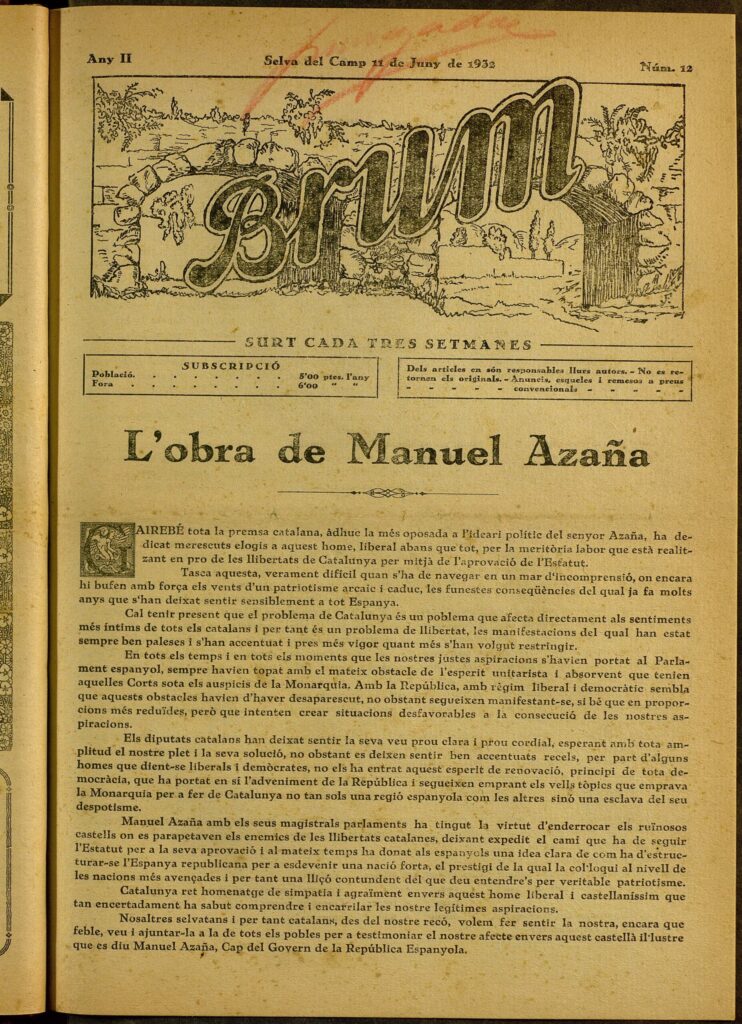 Any II
Selva del Camp 11 de Juny de 1932
Núm. 12
Brum
SURT CADA TRES SETMANES
SUBSCRIPCIÓ
Població. . . . . . . . 5'00 ptes. l'any
Fora . . . . . . . . 6'00 " "
Dels articles en són responsables llurs autors. - No es re-
tornen els originals. - Anuncis, esqueles i remesos a preus
" " " " " convencionals " " " " "
L'obra de Manuel Azaña
GAIREBÉ tota la premsa catalana, àdhuc la més oposada a l'ideari polític del senyor Azaña, ha de-
dicat merescuts elogis a aquest home, liberal abans que tot, per la meritòria labor que està realit-
zant en pro de les llibertats de Catalunya per mitjà de l'aprovació de l'Estatut.
Tasca aquesta, verament difícil quan s'ha de navegar en un mar d'incomprensió, on encara
hi bufen amb força els vents d'un patriotisme arcaic i caduc, les funestes conseqüències del qual ja fa molts
anys que s'han deixat sentir sensiblement a tot Espanya.
Cal tenir present que el problema de Catalunya és un poblema que afecta directament als sentiments
més íntims de tots els catalans i per tant és un problema de llibertat, les manifestacions del qual han estat
sempre ben paleses i s'han accentuat i pres més vigor quant més s'han volgut restringir.
En tots els temps i en tots els moments que les nostres justes aspiracions s'havien portat al Parla-
ment espanyol, sempre havien topat amb el mateix obstacle de l'esperit unitarista i absorvent que tenien
aquelles Corts sota els auspicis de la Monarquia. Amb la República, amb règim liberal i democràtic sembla
que aquests obstacles havien d'haver desaparescut, no obstant segueixen manifestant-se, si bé que en propor-
cions més reduïdes, però que intenten crear situacions desfavorables a la consecució de les nostres as-
piracions.
Els diputats catalans han deixat sentir la seva veu prou clara i prou cordial, esperant amb tota am-
plitud el nostre plet i la seva solució, no obstant es deixen sentir ben accentuats recels, per part d'alguns
homes que dient-se liberals i demòcrates, no els ha entrat aquest esperit de renovació, principi de tota de-
mocràcia, que ha portat en sí l'adveniment de la República i segueixen emprant els vells tòpics que emprava
la Monarquia per a fer de Catalunya no tan sols una regió espanyola com les altres sinó una esclava del seu
despotisme.
Manuel Azaña amb els seus magistrals parlaments ha tingut la virtut d'enderrocar els ruïnosos
castells on es parapetaven els enemics de les llibertats catalanes, deixant expedit el camí que ha de seguir
l'Estatut per a la seva aprovació i al mateix temps ha donat als espanyols una idea clara de com ha d'estruc-
turar-se l'Espanya republicana per a esdevenir una nació forta, el prestigi de la qual la col·loqui al nivell de
les nacions més avençades i per tant una lliçó contundent del que deu entendre's per veritable patriotisme.
Catalunya ret homenatge de simpatia i agraïment envers aquest home liberal i castellaníssim que
tan encertadament ha sabut comprendre i encarrilar les nostre legítimes aspiracions.
Nosaltres selvatans i per tant catalans, des del nostre recó, volem fer sentir la nostra, encara que
feble, veu i ajuntar-la a la de tots els pobles per a testimoniar el nostre afecte envers aquest castellà il'lustre
que es diu Manuel Azaña, Cap del Govern de la República Espanyola.